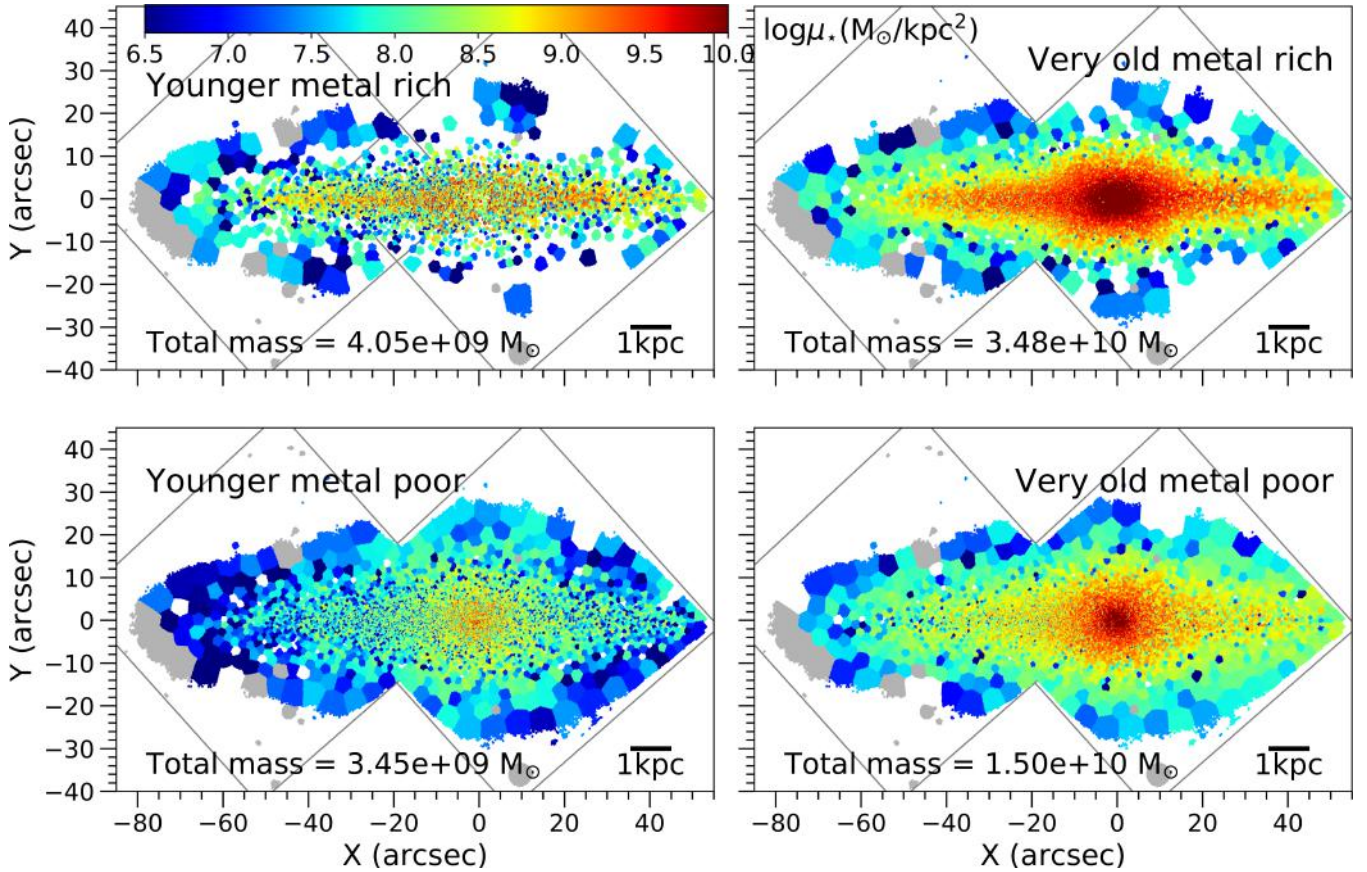 6.5 7.0 7.5 8.0 8.5 9.0 9.5 10.0
logμ⋆(M⊙/kpc²)
Younger metal rich
Very old metal rich
40
30
20
10
0
−10
−20
−30
−40
Y (arcsec)
Total mass = 4.05e+09 M⊙
1kpc
Total mass = 3.48e+10 M⊙
1kpc
Younger metal poor
Very old metal poor
40
30
20
10
0
−10
−20
−30
−40
Y (arcsec)
Total mass = 3.45e+09 M⊙
1kpc
Total mass = 1.50e+10 M⊙
1kpc
−80 −60 −40 −20 0 20 40
−80 −60 −40 −20 0 20 40
X (arcsec)
X (arcsec)